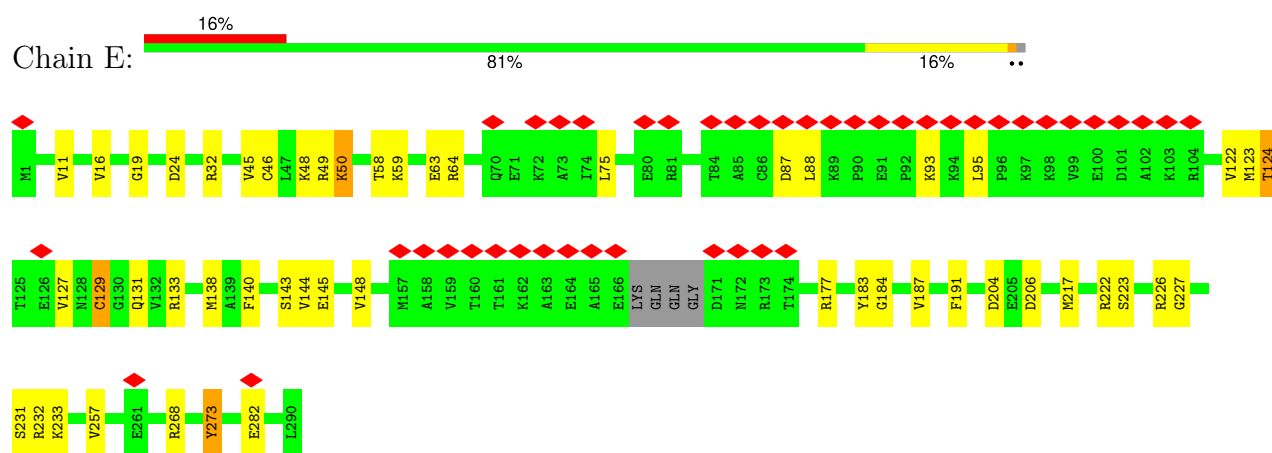 16%
Chain E:
81% 16% ••
M1 V11 V16 G19 D24 R32 V45 C46 L47 K48 R49 K50 T58 K59 E63 R64 Q70 E71 K72 A73 I74 L75 E80 R81 T84 A85 C86 D87 L88 K89 P90 E91 P92 K93 K94 L95 P96 K97 K98 V99 E100 D101 A102 K103 R104 V122 M123 T124
T125 E126 V127 N128 C129 G130 Q131 V132 R133 M138 A139 F140 S143 V144 E145 V148 M157 A158 V159 T160 T161 K162 A163 E164 A165 E166 LYS GLN GLN GLY D171 N172 R173 T174 R177 Y183 G184 V187 F191 D204 E205 D206 M217 R222 S223 R226 G227
S231 R232 K233 V257 E261 R268 Y273 E282 L290